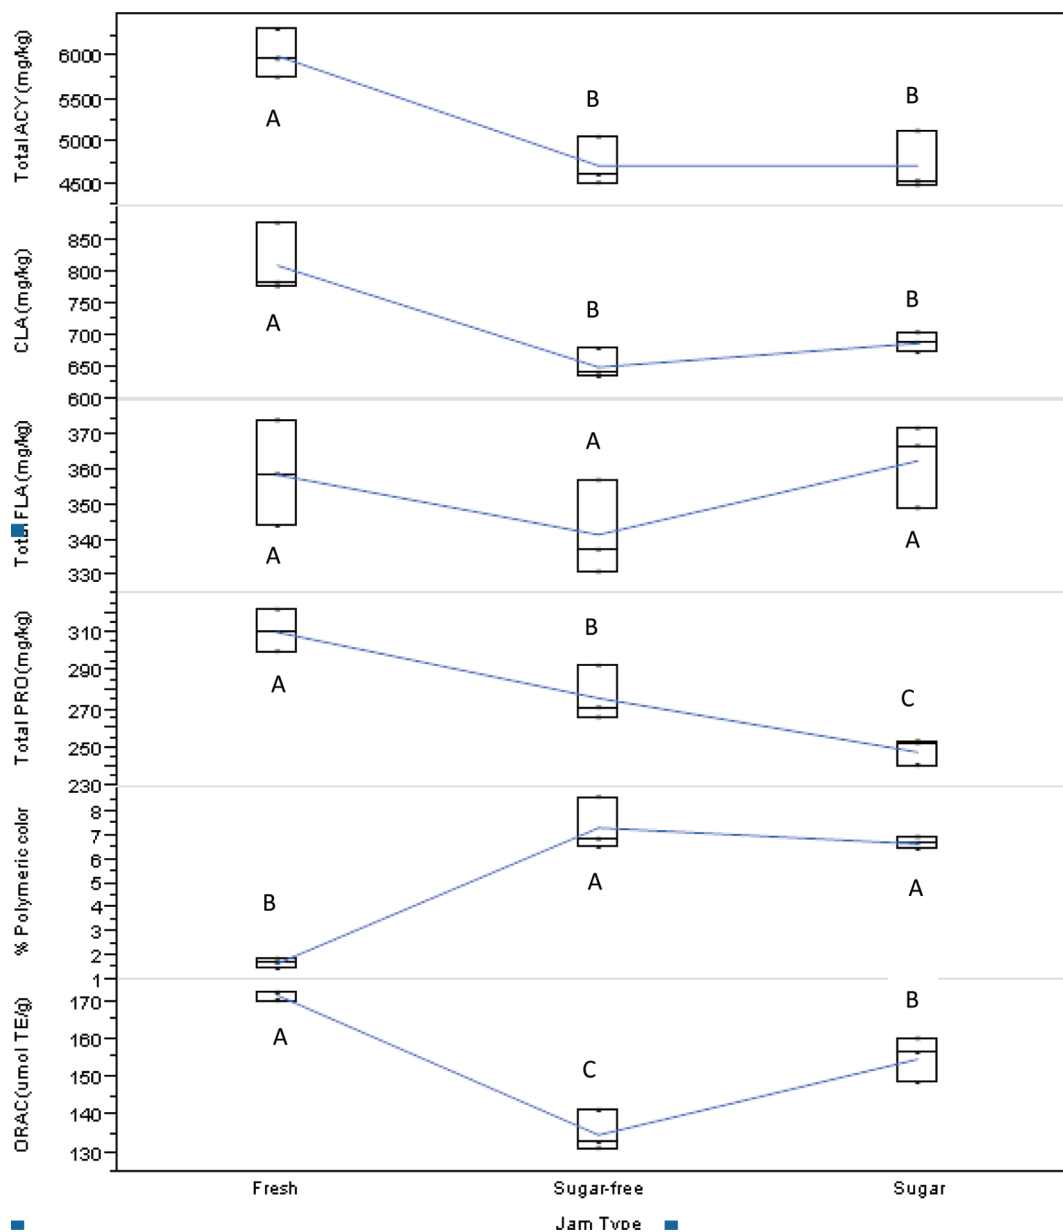 Total ACY (mg/kg)
6000
5500
5000
4500
A
B
B
CLA (mg/kg)
850
800
750
700
650
600
A
B
B
Total FLA (mg/kg)
370
360
350
340
330
A
A
A
Total PRO (mg/kg)
310
290
270
250
230
A
B
C
% Polymeric color
8
7
6
5
4
3
2
1
B
A
A
ORAC (umol TE/g)
170
160
150
140
130
A
C
B
Fresh
Sugar-free
Sugar
Jam Type